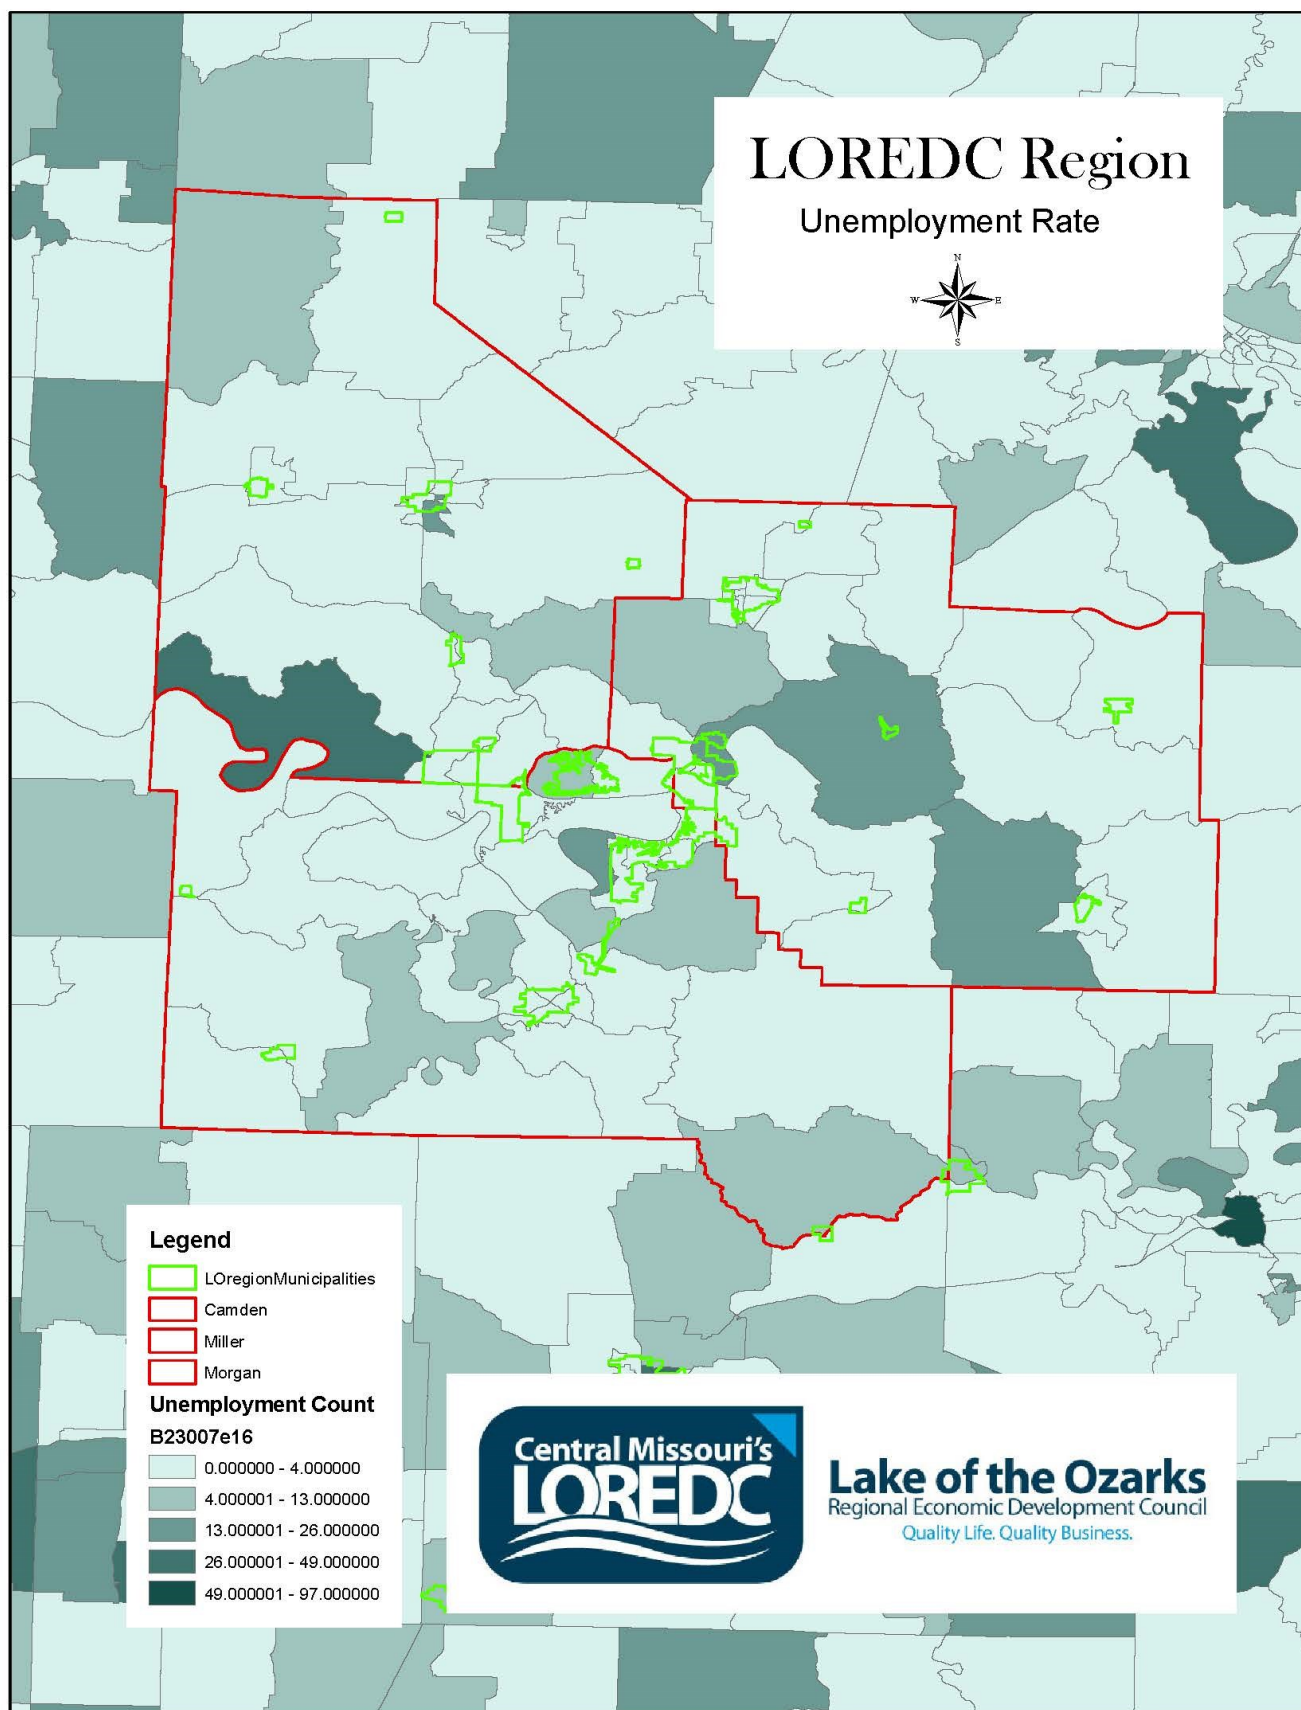 LOREDC Region
Unemployment Rate
N
W E
S
Legend
LOregionMunicipalities
Camden
Miller
Morgan
Unemployment Count
B23007e16
0.000000 - 4.000000
4.000001 - 13.000000
13.000001 - 26.000000
26.000001 - 49.000000
49.000001 - 97.000000
Central Missouri's
LOREDC
Lake of the Ozarks
Regional Economic Development Council
Quality Life. Quality Business.